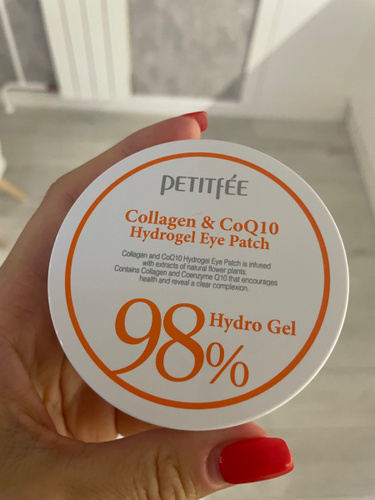 PETITFÉE
Collagen & CoQ10
Hydrogel Eye Patch
Collagen and CoQ10 Hydrogel Eye Patch is infused
with extracts of natural flower plants.
Contains Collagen and Coenzyme Q10 that encourages
health and reveal a clear complexion.
98%
Hydro Gel